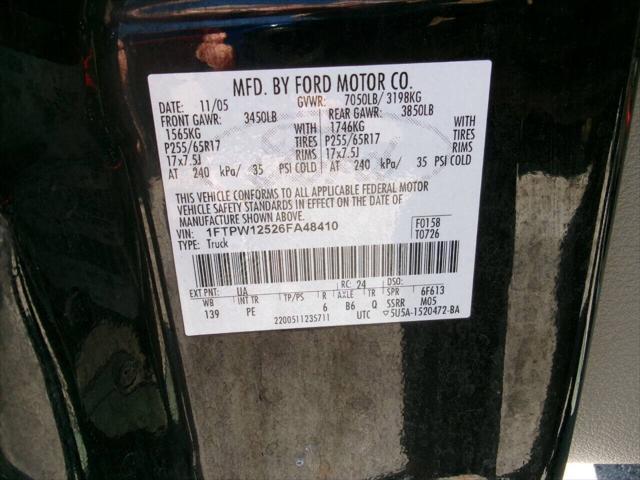 MFD. BY FORD MOTOR CO.
DATE: 11/05 GVWR: 7050LB/ 3198KG
FRONT GAWR: 3450LB REAR GAWR: 3850LB
1565KG WITH 1746KG WITH
P255/65R17 TIRES P255/65R17 TIRES
17x7.5J RIMS 17x7.5J RIMS
AT 240 kPa/ 35 PSI COLD AT 240 kPa/ 35 PSI COLD
THIS VEHICLE CONFORMS TO ALL APPLICABLE FEDERAL MOTOR
VEHICLE SAFETY STANDARDS IN EFFECT ON THE DATE OF
MANUFACTURE SHOWN ABOVE
VIN: 1FTPW12526FA48410 F0158
TYPE: Truck T0726
EXT PNT: UA RC: 24 DSO:
WB INT TR TP/PS R AXLE TR SPR 6F613
139 PE 6 B6 Q SSRR M05
2200511235711 UTC ▽5U5A-1520472-BA